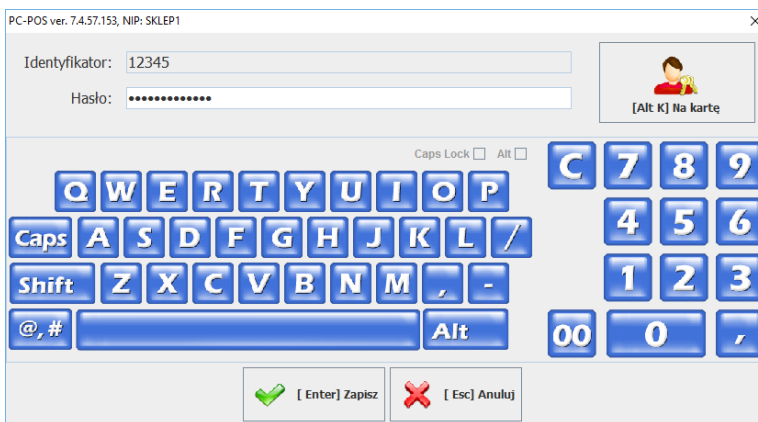 PC-POS ver. 7.4.57.153, NIP: SKLEP1
Identyfikator: 12345
Hasło: •••••••••••••
[Alt K] Na kartę
Caps Lock Alt
Q W E R T Y U I O P
Caps A S D F G H J K L /
Shift Z X C V B N M , -
@,# Alt
C 7 8 9
4 5 6
1 2 3
00 0 ,
[ Enter] Zapisz
[ Esc] Anuluj